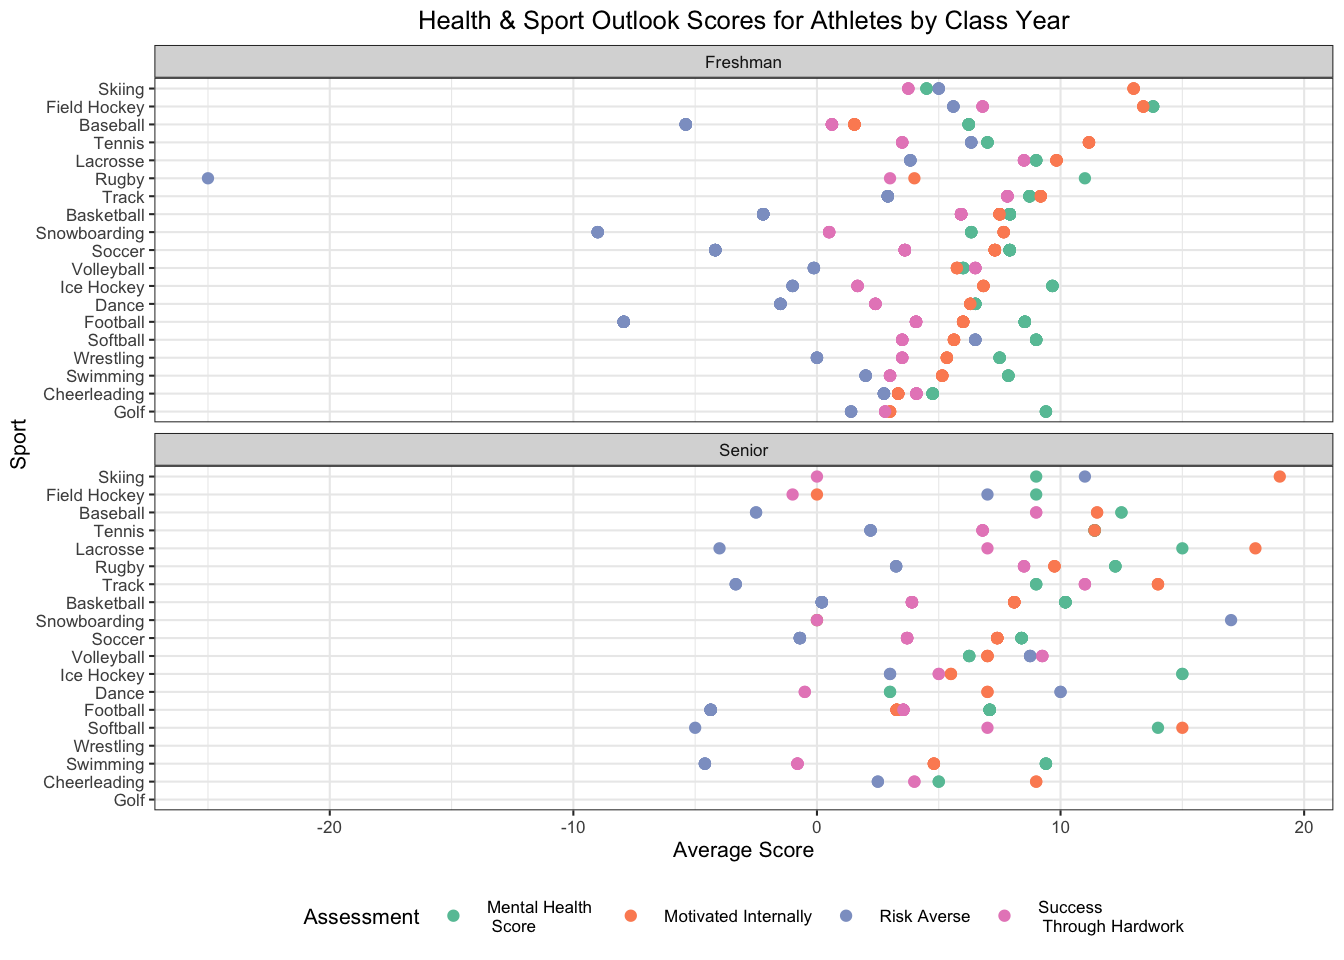 Health & Sport Outlook Scores for Athletes by Class Year
Freshman
Skiing
Field Hockey
Baseball
Tennis
Lacrosse
Rugby
Track
Basketball
Snowboarding
Soccer
Volleyball
Ice Hockey
Dance
Football
Softball
Wrestling
Swimming
Cheerleading
Golf
Sport
Senior
Skiing
Field Hockey
Baseball
Tennis
Lacrosse
Rugby
Track
Basketball
Snowboarding
Soccer
Volleyball
Ice Hockey
Dance
Football
Softball
Wrestling
Swimming
Cheerleading
Golf
-20 -10 0 10 20
Average Score
Assessment
Mental Health
Score
Motivated Internally
Risk Averse
Success
Through Hardwork